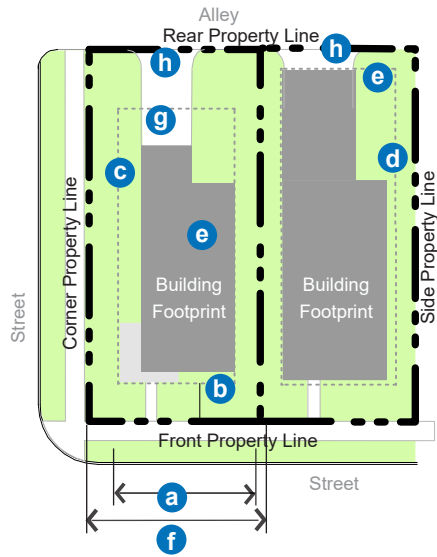 Alley
Rear Property Line
h
h
e
g
d
c
e
Corner Property Line
Side Property Line
Street
Building
Footprint
Building
Footprint
b
Front Property Line
Street
a
f